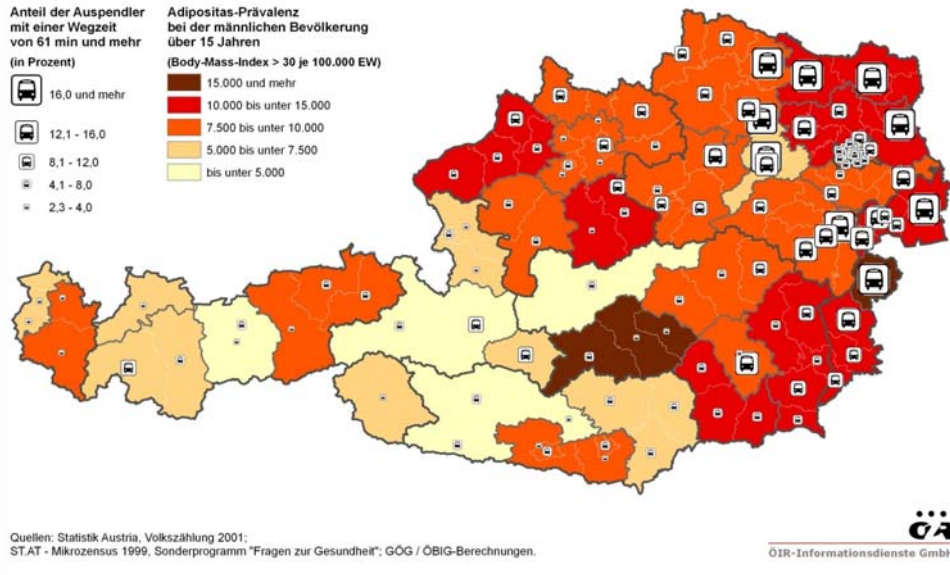 Anteil der Auspendler
mit einer Wegzeit
von 61 min und mehr
(in Prozent)
16,0 und mehr
12,1 - 16,0
8,1 - 12,0
4,1 - 8,0
2,3 - 4,0
Adipositas-Prävalenz
bei der männlichen Bevölkerung
über 15 Jahren
(Body-Mass-Index > 30 je 100.000 EW)
15.000 und mehr
10.000 bis unter 15.000
7.500 bis unter 10.000
5.000 bis unter 7.500
bis unter 5.000
Quellen: Statistik Austria, Volkszählung 2001;
ST.AT - Mikrozensus 1999, Sonderprogramm "Fragen zur Gesundheit"; GÖG / ÖBIG-Berechnungen.
ÖIR-Informationsdienste GmbH